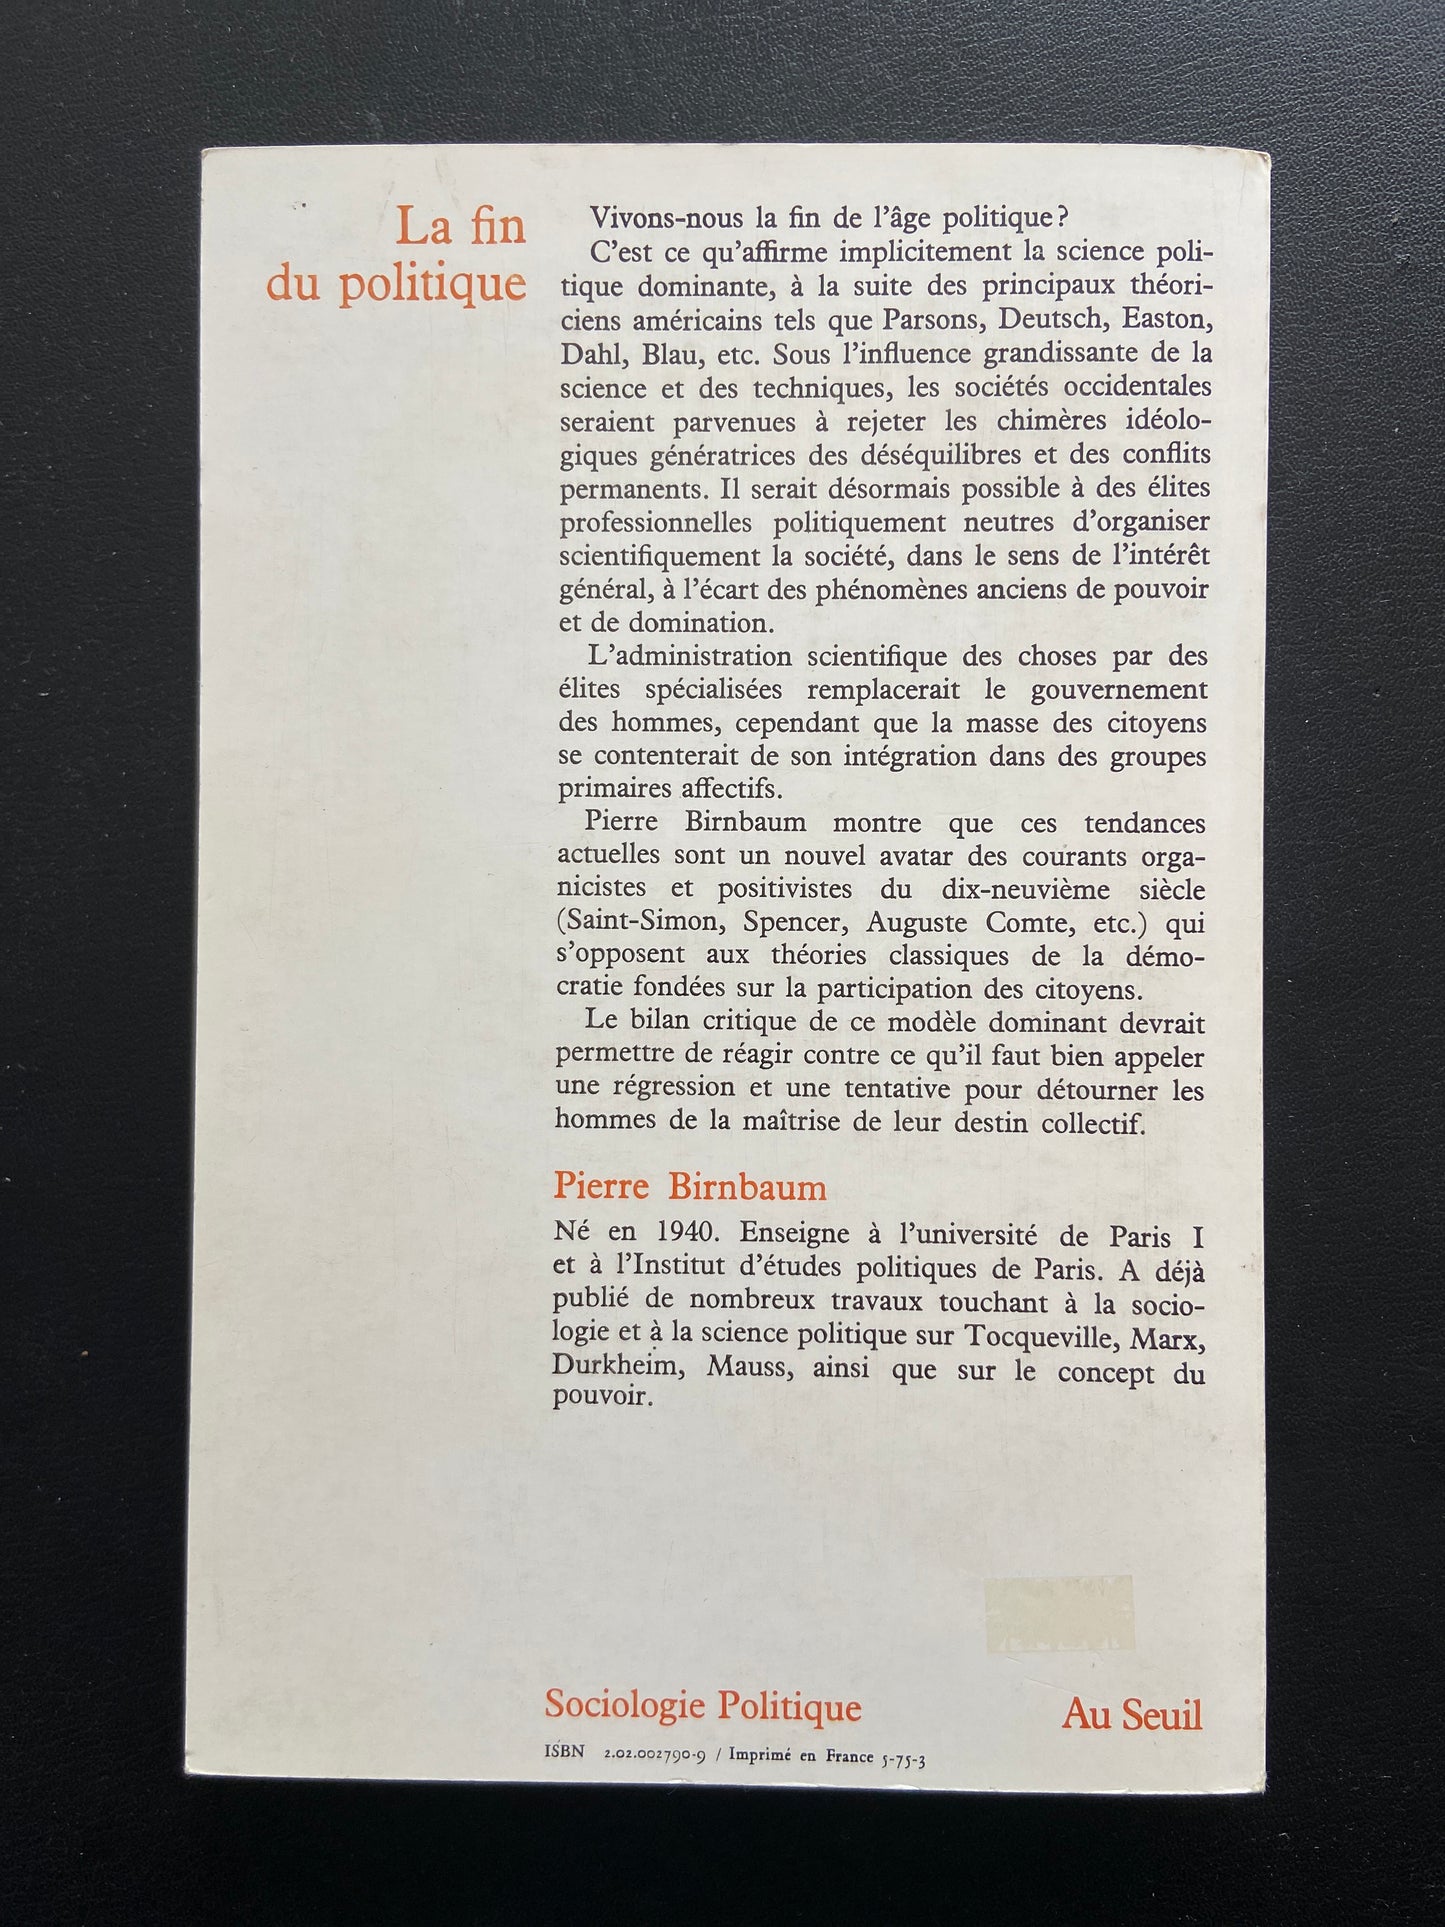 La fin
du politique
Vivons-nous la fin de l'âge politique?
C'est ce qu'affirme implicitement la science poli-
tique dominante, à la suite des principaux théori-
ciens américains tels que Parsons, Deutsch, Easton,
Dahl, Blau, etc. Sous l'influence grandissante de la
science et des techniques, les sociétés occidentales
seraient parvenues à rejeter les chimères idéolo-
giques génératrices des déséquilibres et des conflits
permanents. Il serait désormais possible à des élites
professionnelles politiquement neutres d'organiser
scientifiquement la société, dans le sens de l'intérêt
général, à l'écart des phénomènes anciens de pouvoir
et de domination.
L'administration scientifique des choses par des
élites spécialisées remplacerait le gouvernement
des hommes, cependant que la masse des citoyens
se contenterait de son intégration dans des groupes
primaires affectifs.
Pierre Birnbaum montre que ces tendances
actuelles sont un nouvel avatar des courants orga-
nicistes et positivistes du dix-neuvième siècle
(Saint-Simon, Spencer, Auguste Comte, etc.) qui
s'opposent aux théories classiques de la démo-
cratie fondées sur la participation des citoyens.
Le bilan critique de ce modèle dominant devrait
permettre de réagir contre ce qu'il faut bien appeler
une régression et une tentative pour détourner les
hommes de la maîtrise de leur destin collectif.
Pierre Birnbaum
Né en 1940. Enseigne à l'université de Paris I
et à l'Institut d'études politiques de Paris. A déjà
publié de nombreux travaux touchant à la socio-
logie et à la science politique sur Tocqueville, Marx,
Durkheim, Mauss, ainsi que sur le concept du
pouvoir.
Sociologie Politique
Au Seuil
ISBN 2.02.002790-9 / Imprimé en France 5-75-3